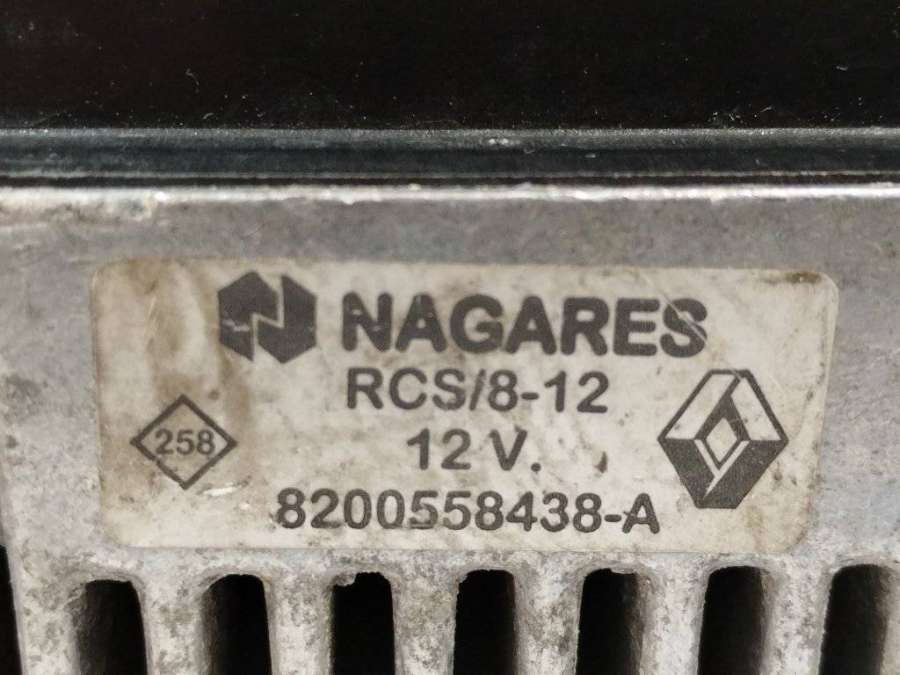 NAGARES
RCS/8-12
258
12 V.
8200558438-A